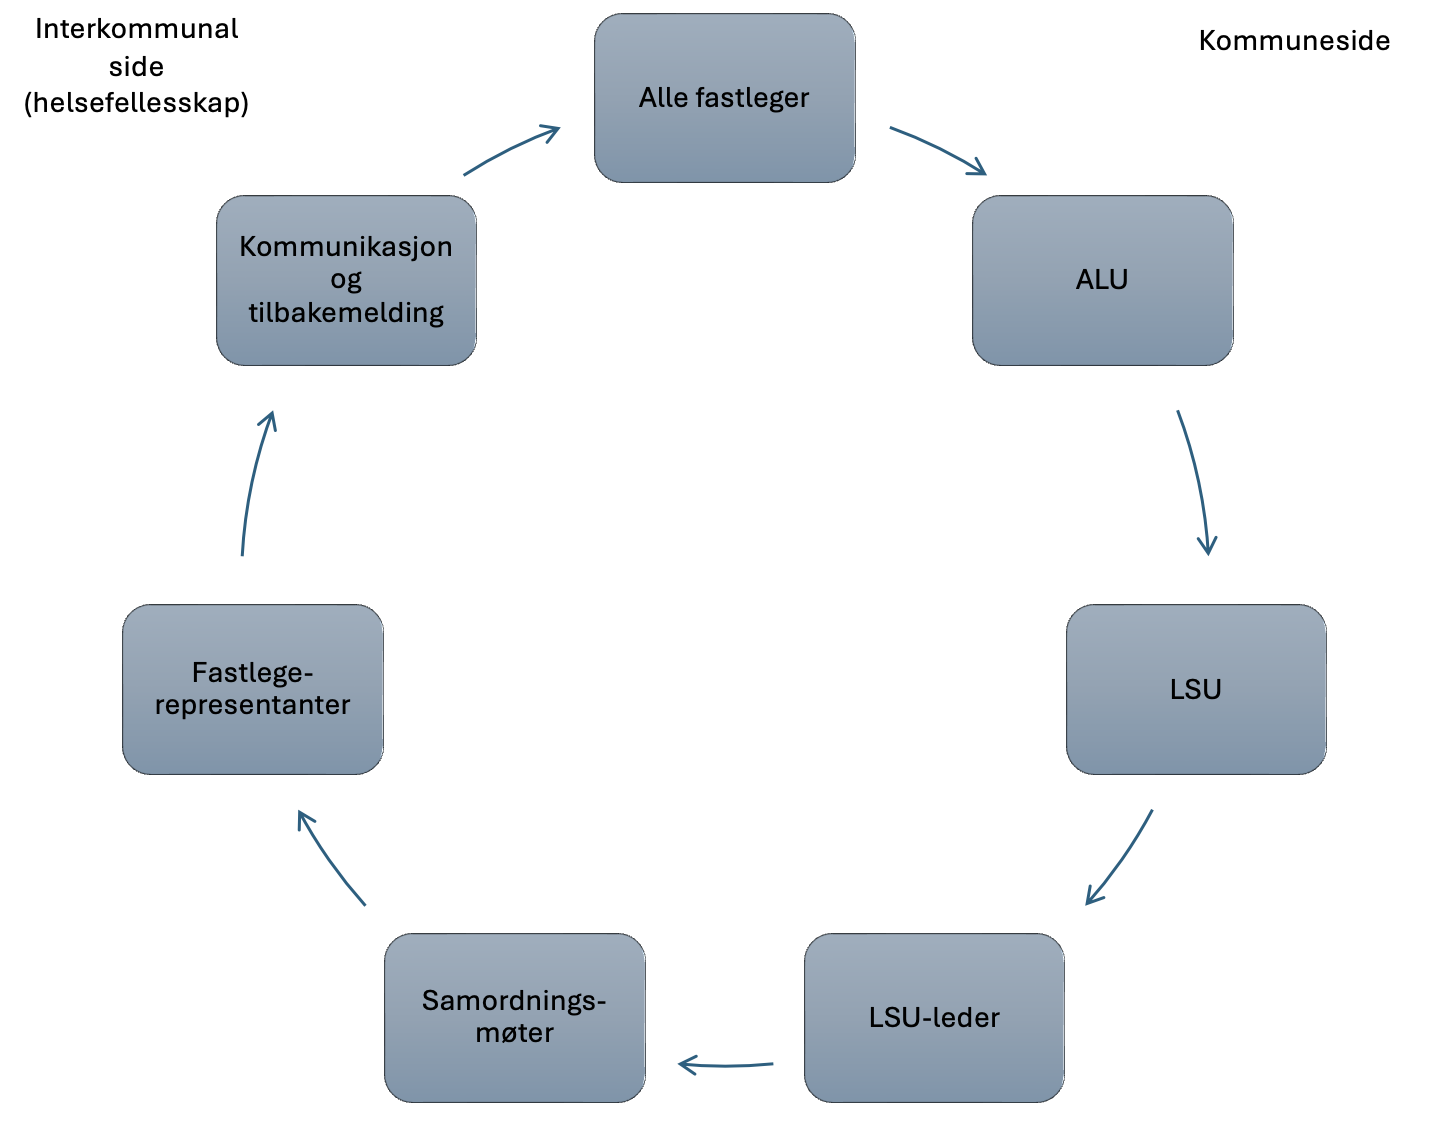 Interkommunal
side
(helsefellesskap)
Kommuneside
Alle fastleger
ALU
LSU
LSU-leder
Samordnings-
møter
Fastlege-
representanter
Kommunikasjon
og
tilbakemelding